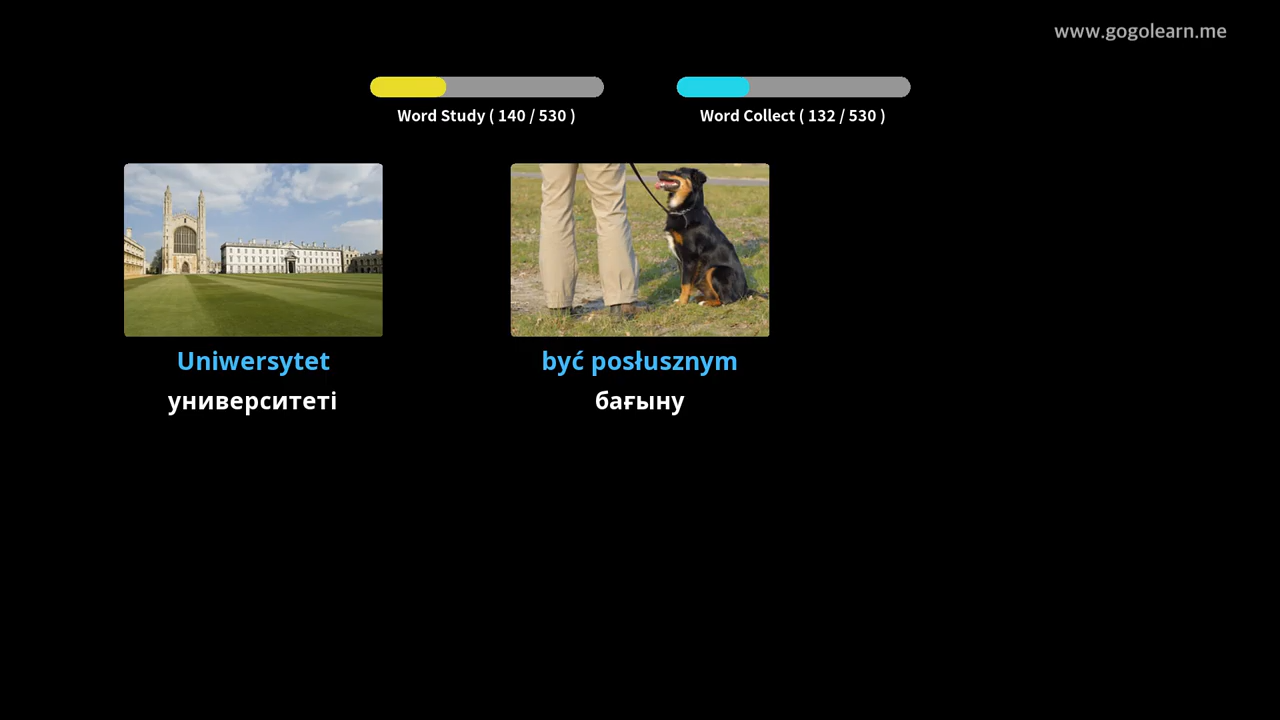 www.gogolearn.me
Word Study ( 140 / 530 )
Word Collect ( 132 / 530 )
Uniwersytet
университеті
być posłusznym
бағыну